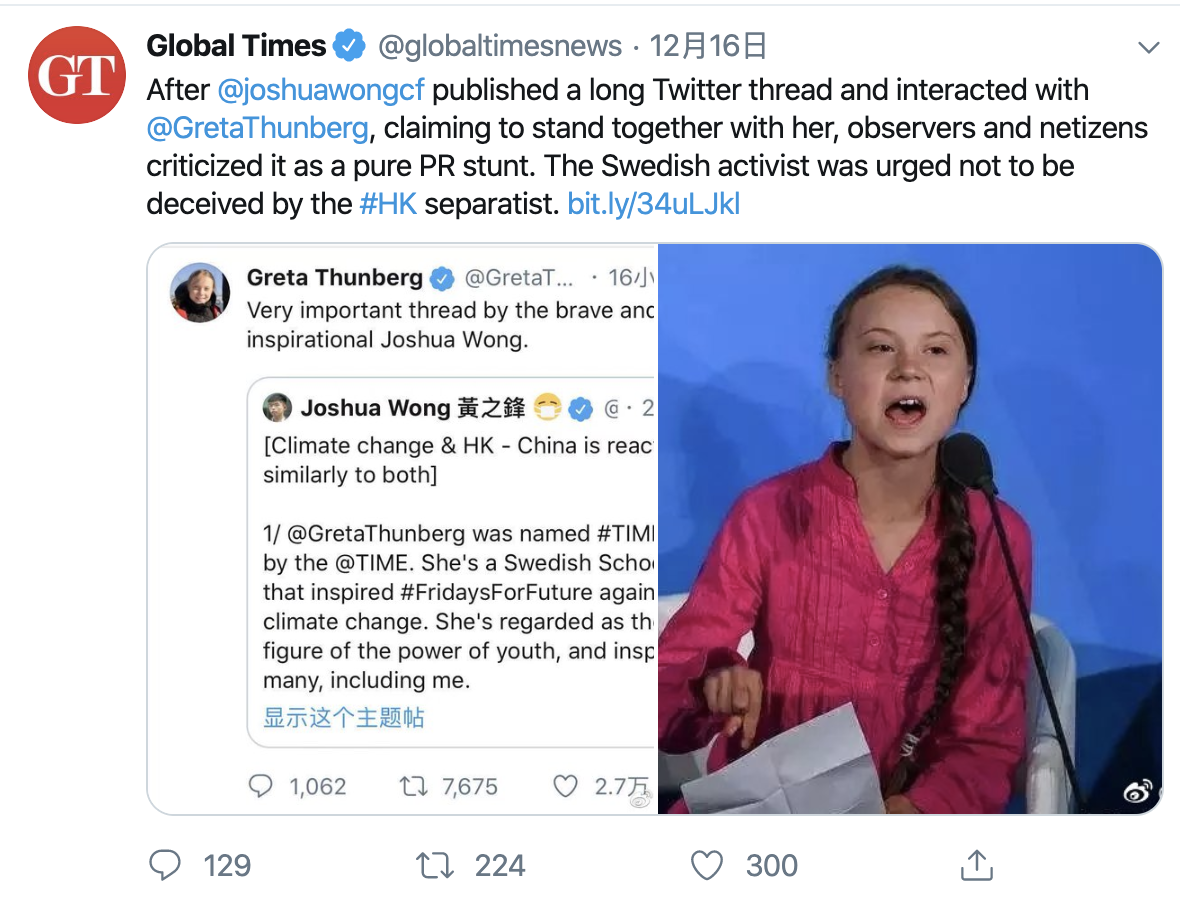 GT
Global Times @globaltimesnews · 12月16日
After @joshuawongcf published a long Twitter thread and interacted with
@GretaThunberg, claiming to stand together with her, observers and netizens
criticized it as a pure PR stunt. The Swedish activist was urged not to be
deceived by the #HK separatist. bit.ly/34uLJkl
Greta Thunberg @GretaT... · 16小
Very important thread by the brave and
inspirational Joshua Wong.
Joshua Wong 黃之鋒 😷 @ · 2
[Climate change & HK - China is reac
similarly to both]
1/ @GretaThunberg was named #TIM
by the @TIME. She's a Swedish Scho
that inspired #FridaysForFuture again
climate change. She's regarded as th
figure of the power of youth, and insp
many, including me.
显示这个主题帖
1,062 7,675 2.7万
129 224 300